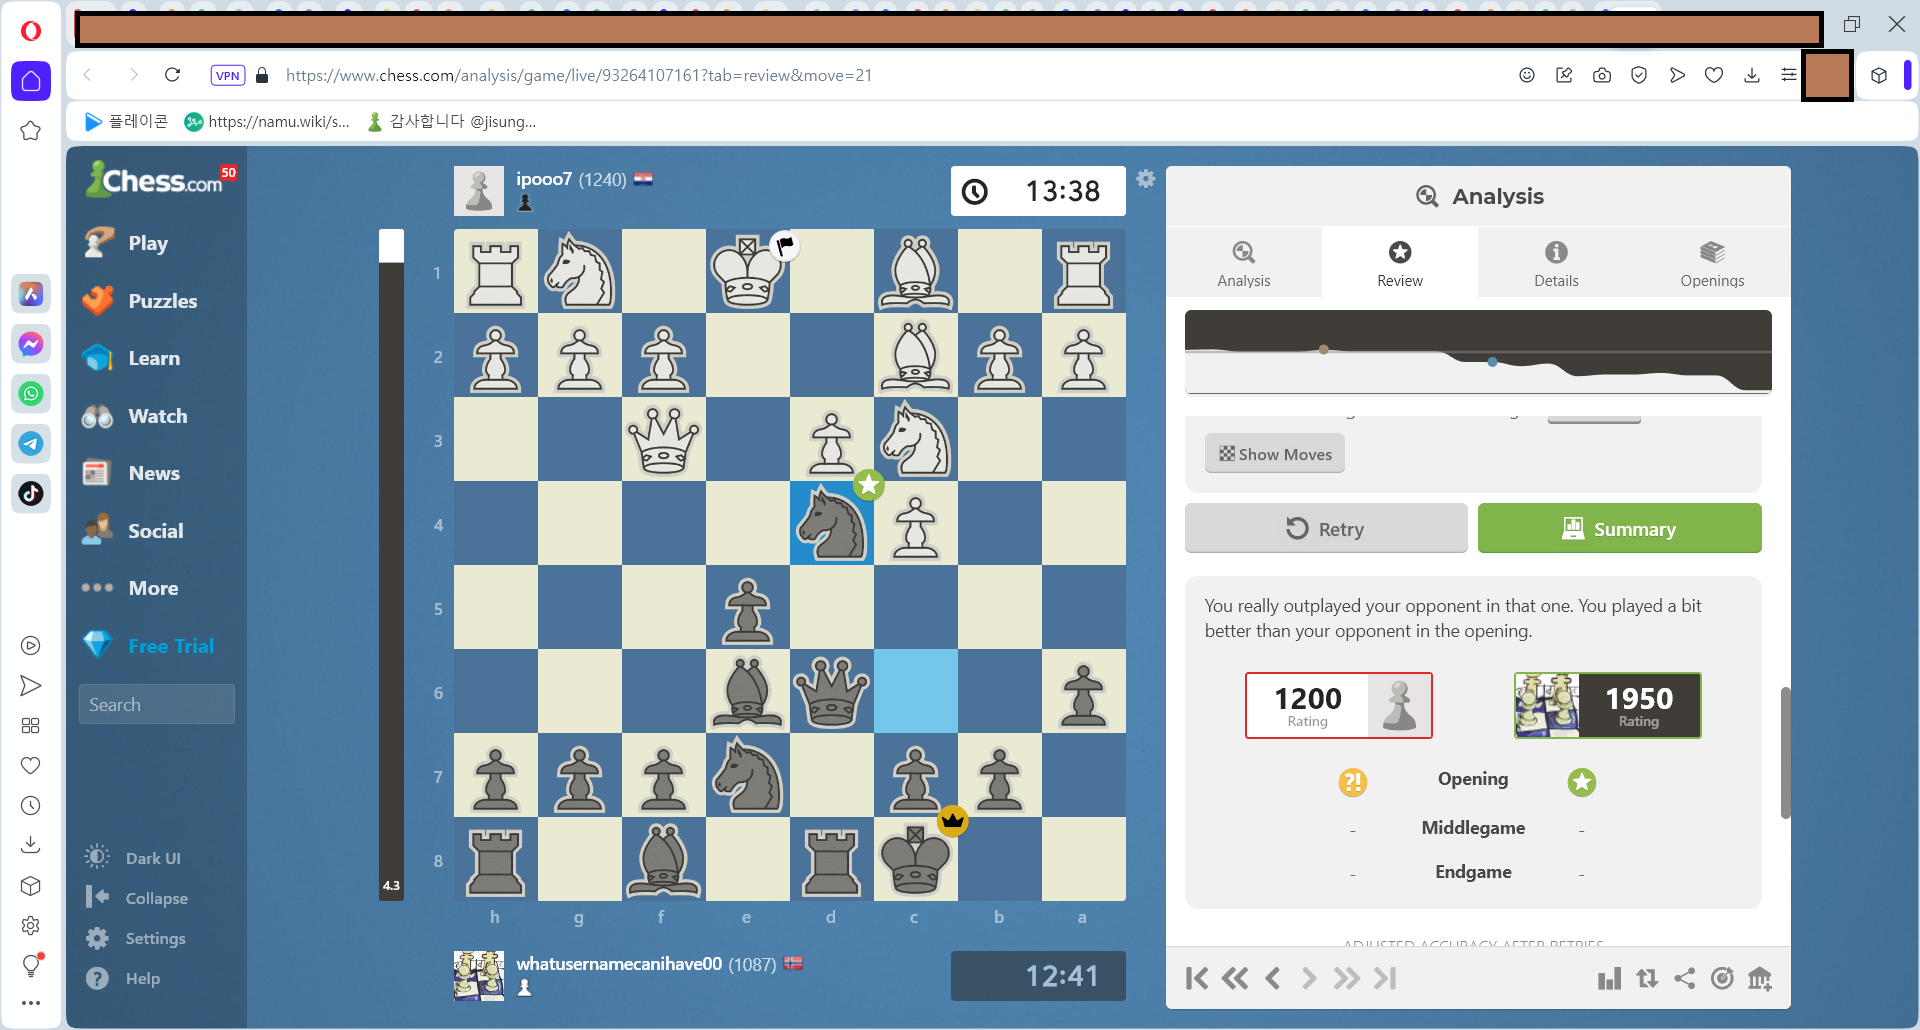 VPN
https://www.chess.com/analysis/game/live/93264107161?tab=review&move=21
플레이콘
https://namu.wiki/s...
감사합니다 @jisung...
Chess.com
50
Play
Puzzles
Learn
Watch
News
Social
More
Free Trial
Search
Dark UI
Collapse
Settings
Help
ipooo7 (1240)
13:38
1
2
3
4
5
6
7
8
4.3
h g f e d c b a
whatusernamecanihave00 (1087)
12:41
Analysis
Analysis
Review
Details
Openings
Show Moves
Retry
Summary
You really outplayed your opponent in that one. You played a bit
better than your opponent in the opening.
1200
Rating
1950
Rating
?! Opening
- Middlegame -
- Endgame -
ADJUSTED ACCURACY AFTER RETRIES